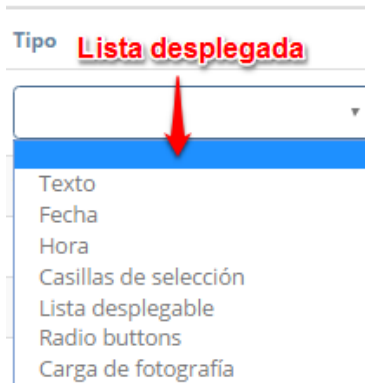 Tipo
Lista desplegada
Texto
Fecha
Hora
Casillas de selección
Lista desplegable
Radio buttons
Carga de fotografía